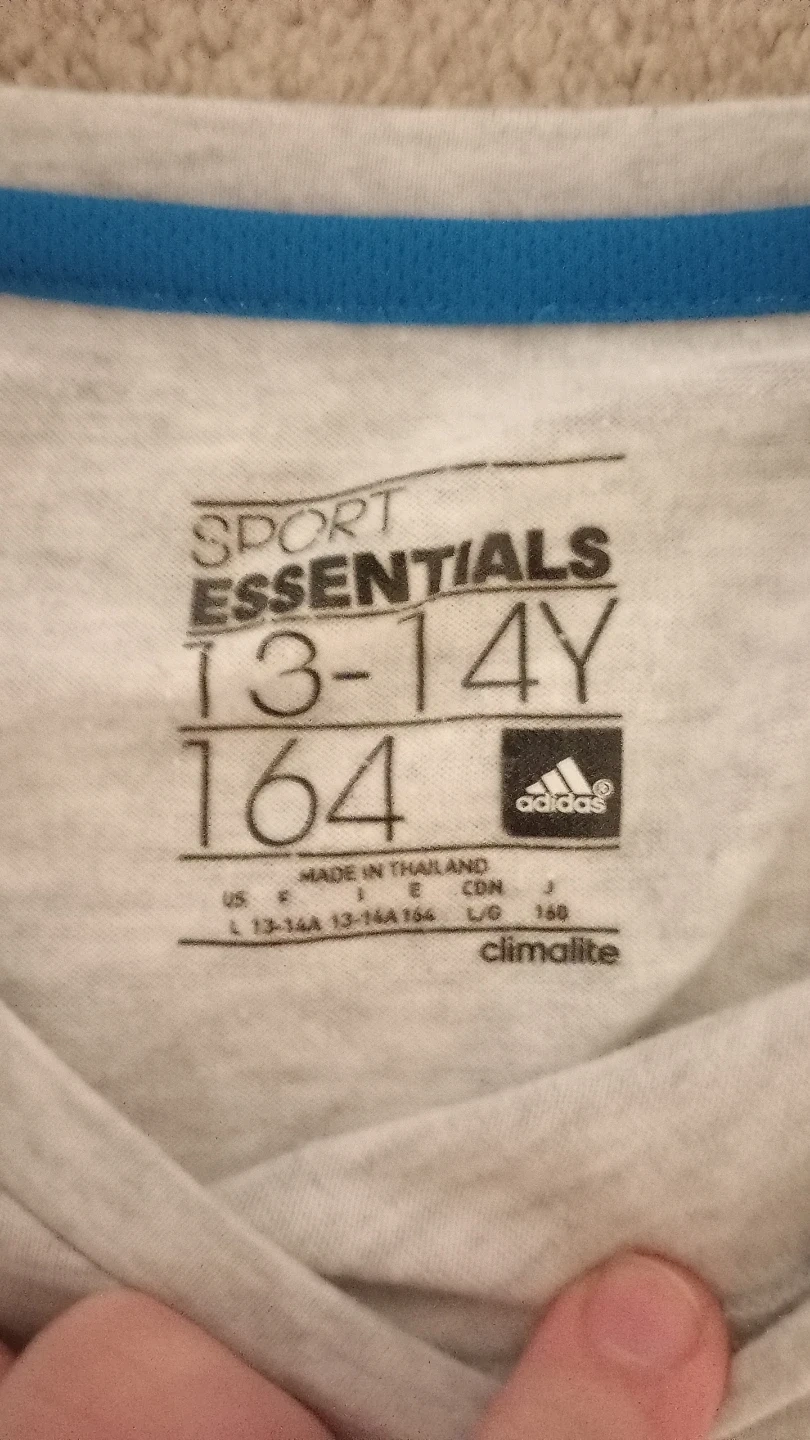 SPORT
ESSENTIALS
13-14Y
164
adidas®
MADE IN THAILAND
US F I E CDN J
L 13-14A 13-14A 164 L/G 160
climalite